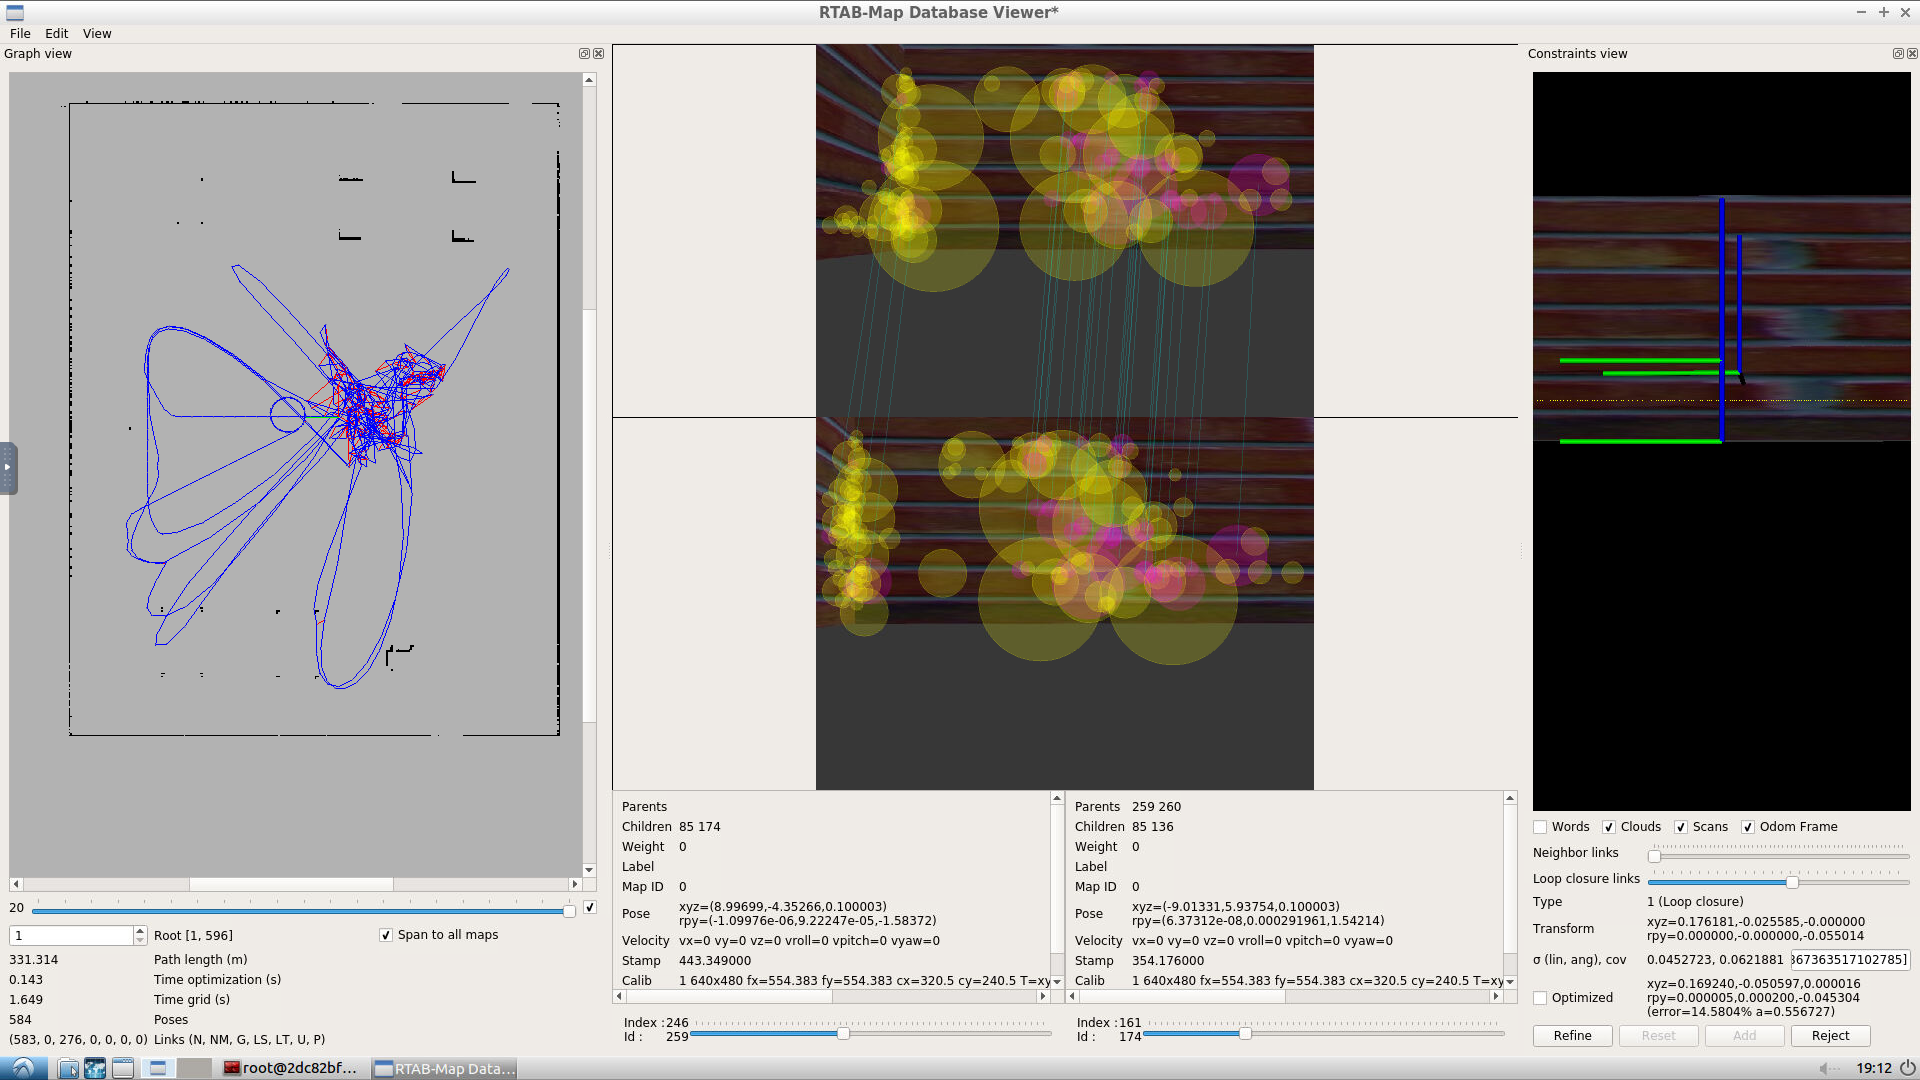 RTAB-Map Database Viewer*
File Edit View
Graph view
20
1 Root [1, 596] Span to all maps
331.314 Path length (m)
0.143 Time optimization (s)
1.649 Time grid (s)
584 Poses
(583, 0, 276, 0, 0, 0, 0) Links (N, NM, G, LS, LT, U, P)
Parents
Children 85 174
Weight 0
Label
Map ID 0
Pose xyz=(8.99699,-4.35266,0.100003)
rpy=(-1.09976e-06,9.22247e-05,-1.58372)
Velocity vx=0 vy=0 vz=0 vroll=0 vpitch=0 vyaw=0
Stamp 443.349000
Calib 1 640x480 fx=554.383 fy=554.383 cx=320.5 cy=240.5 T=xy
Index :246
Id : 259
Parents 259 260
Children 85 136
Weight 0
Label
Map ID 0
Pose xyz=(-9.01331,5.93754,0.100003)
rpy=(6.37312e-08,0.000291961,1.54214)
Velocity vx=0 vy=0 vz=0 vroll=0 vpitch=0 vyaw=0
Stamp 354.176000
Calib 1 640x480 fx=554.383 fy=554.383 cx=320.5 cy=240.5 T=xy
Index :161
Id : 174
Constraints view
Words Clouds Scans Odom Frame
Neighbor links
Loop closure links
Type 1 (Loop closure)
Transform xyz=0.176181,-0.025585,-0.000000
rpy=0.000000,-0.000000,-0.055014
σ (lin, ang), cov 0.0452723, 0.0621881 367363517102785]
Optimized xyz=0.169240,-0.050597,0.000016
rpy=0.000005,0.000200,-0.045304
(error=14.5804% a=0.556727)
Refine Reset Add Reject
root@2dc82bf... RTAB-Map Data... 19:12